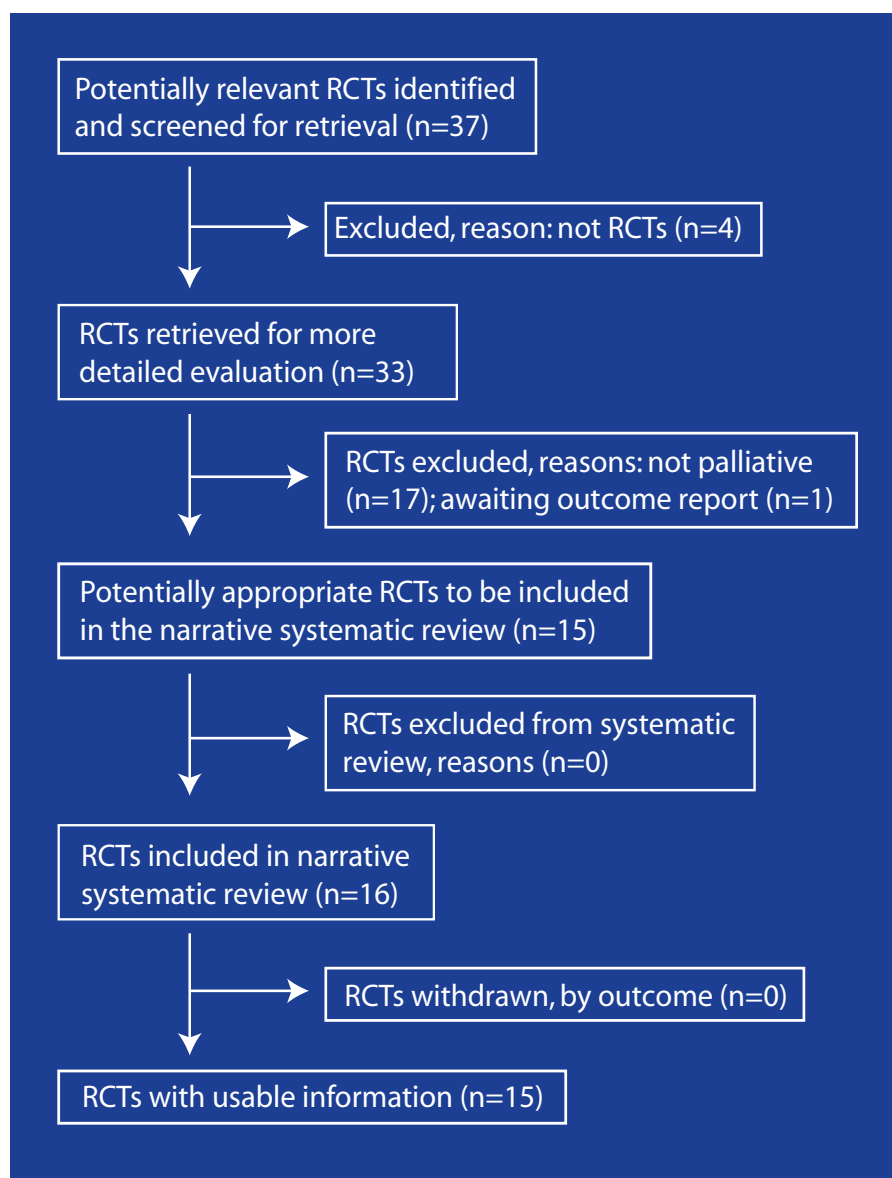 Potentially relevant RCTs identified
and screened for retrieval (n=37)
Excluded, reason: not RCTs (n=4)
RCTs retrieved for more
detailed evaluation (n=33)
RCTs excluded, reasons: not palliative
(n=17); awaiting outcome report (n=1)
Potentially appropriate RCTs to be included
in the narrative systematic review (n=15)
RCTs excluded from systematic
review, reasons (n=0)
RCTs included in narrative
systematic review (n=16)
RCTs withdrawn, by outcome (n=0)
RCTs with usable information (n=15)